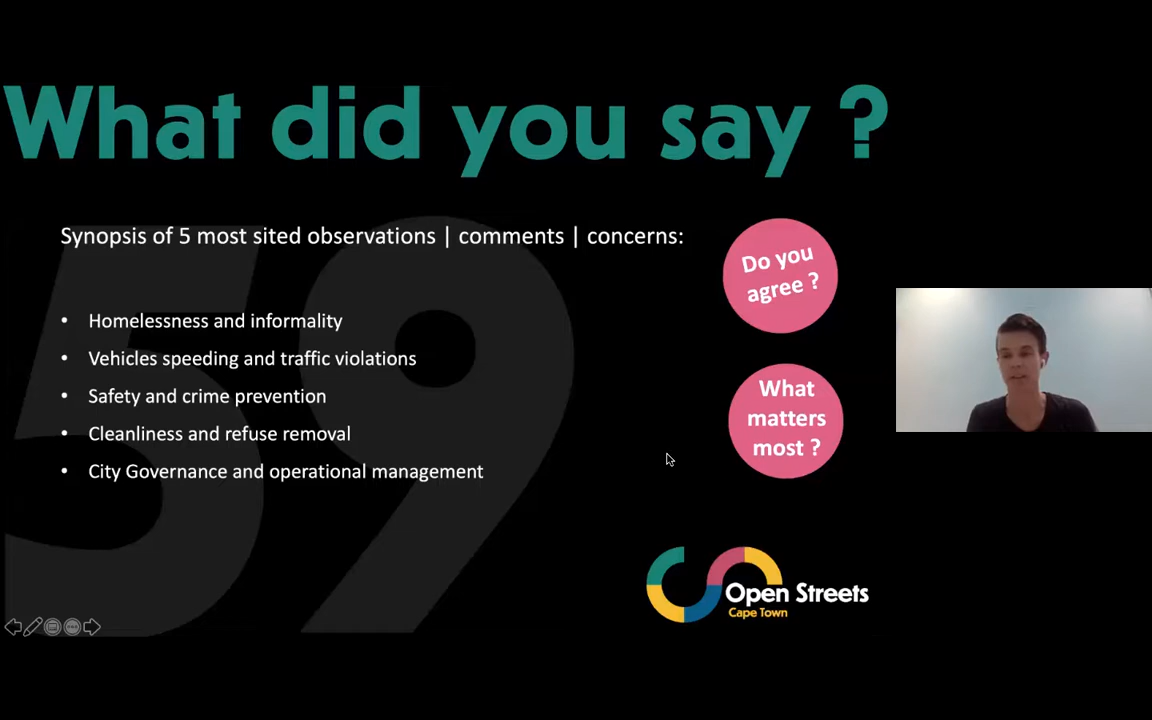 What did you say ?
59
Synopsis of 5 most sited observations | comments | concerns:
• Homelessness and informality
• Vehicles speeding and traffic violations
• Safety and crime prevention
• Cleanliness and refuse removal
• City Governance and operational management
Do you
agree ?
What
matters
most ?
Open Streets
Cape Town